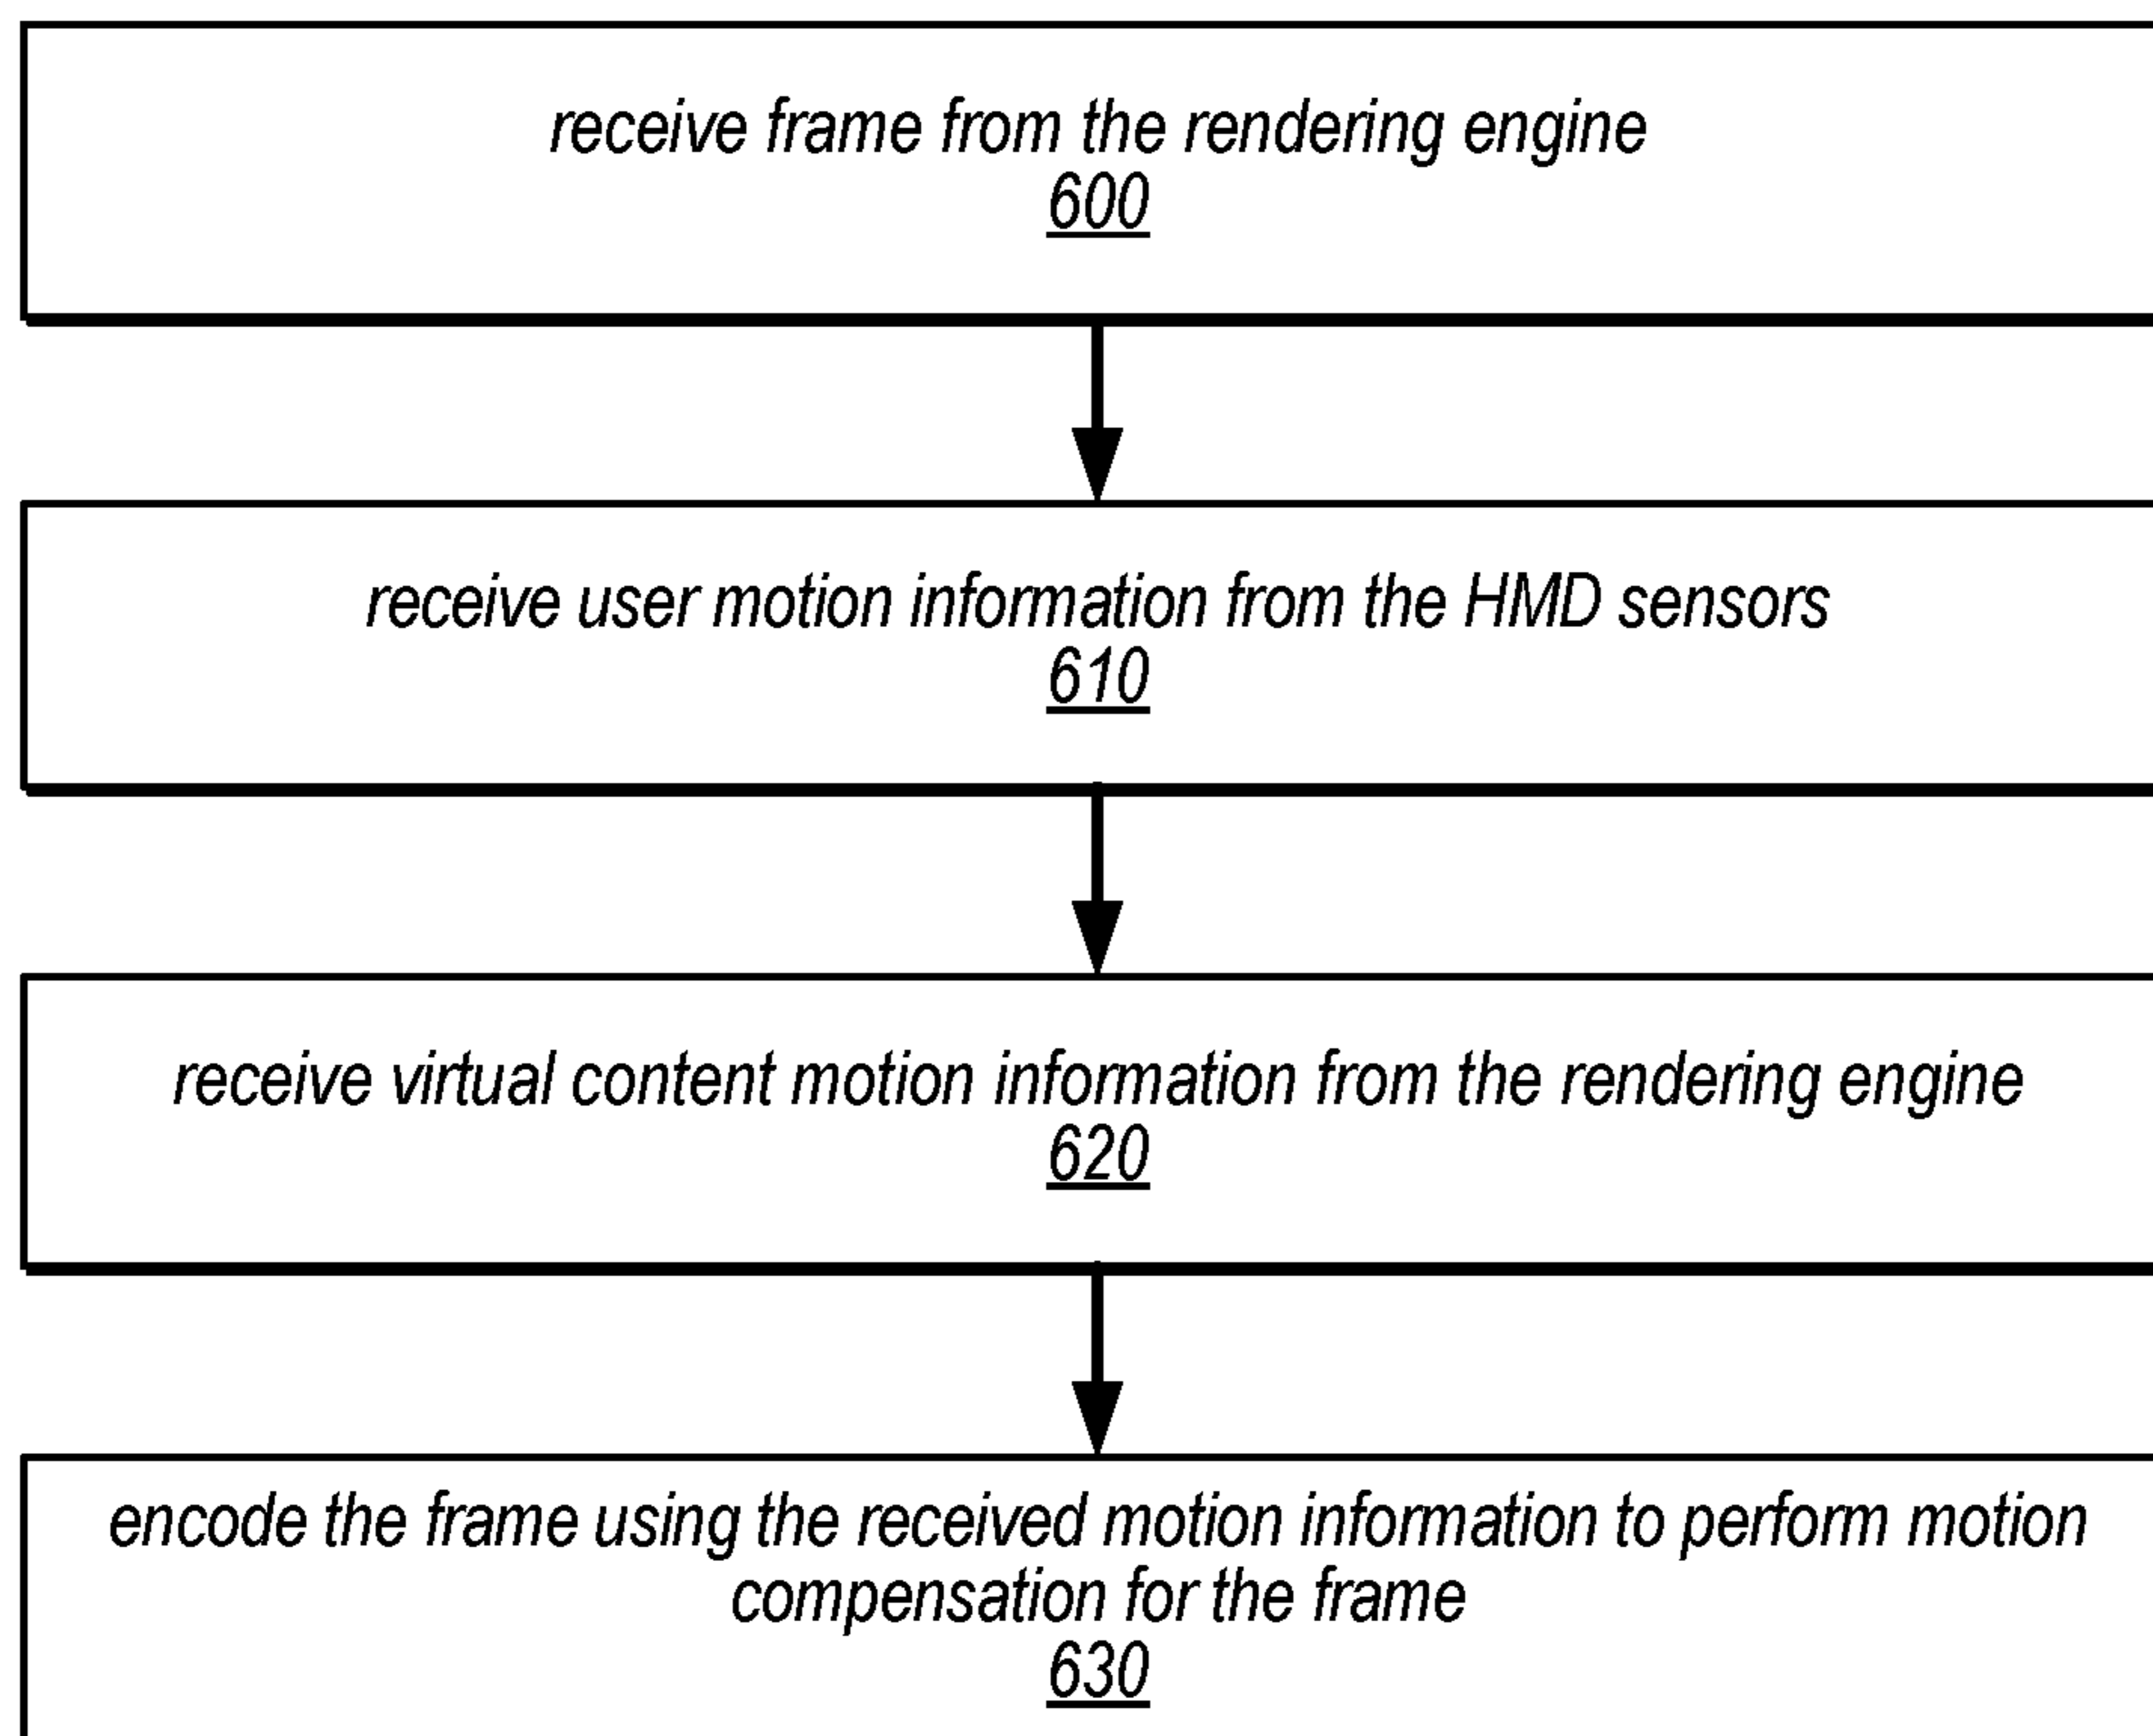 receive frame from the rendering engine
600
receive user motion information from the HMD sensors
610
receive virtual content motion information from the rendering engine
620
encode the frame using the received motion information to perform motion
compensation for the frame
630